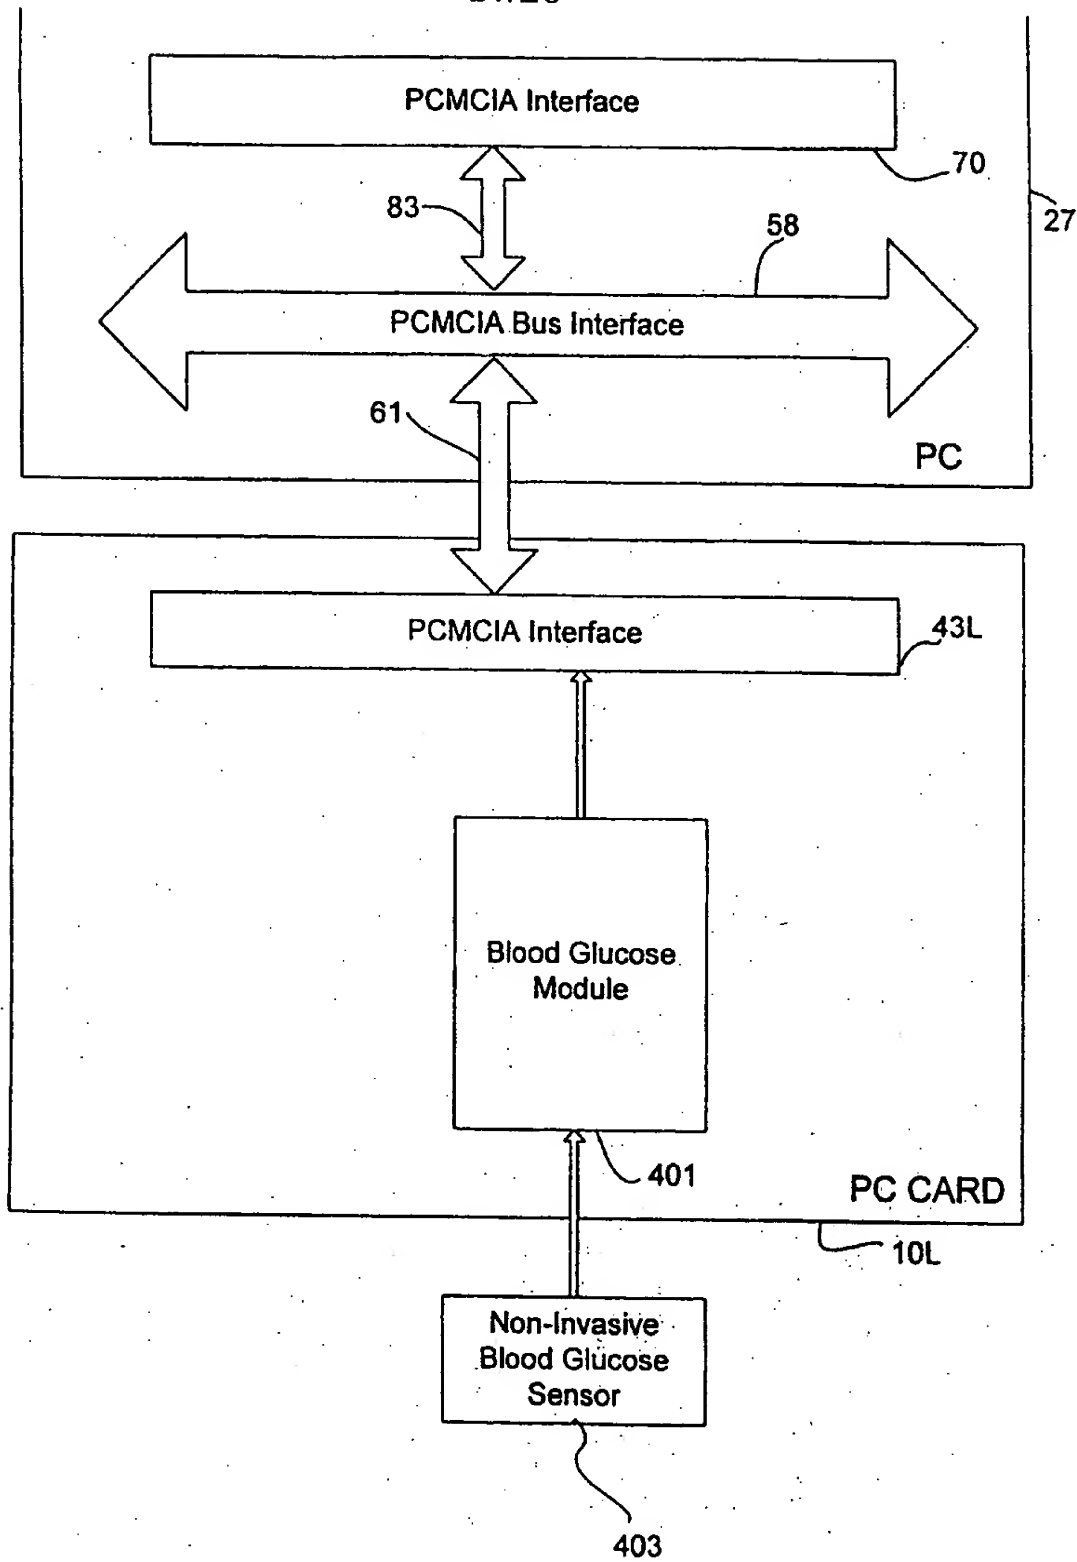 PCMCIA Interface
70
83
27
58
PCMCIA Bus Interface
61
PC
PCMCIA Interface
43L
Blood Glucose
Module
401
PC CARD
10L
Non-Invasive
Blood Glucose
Sensor
403